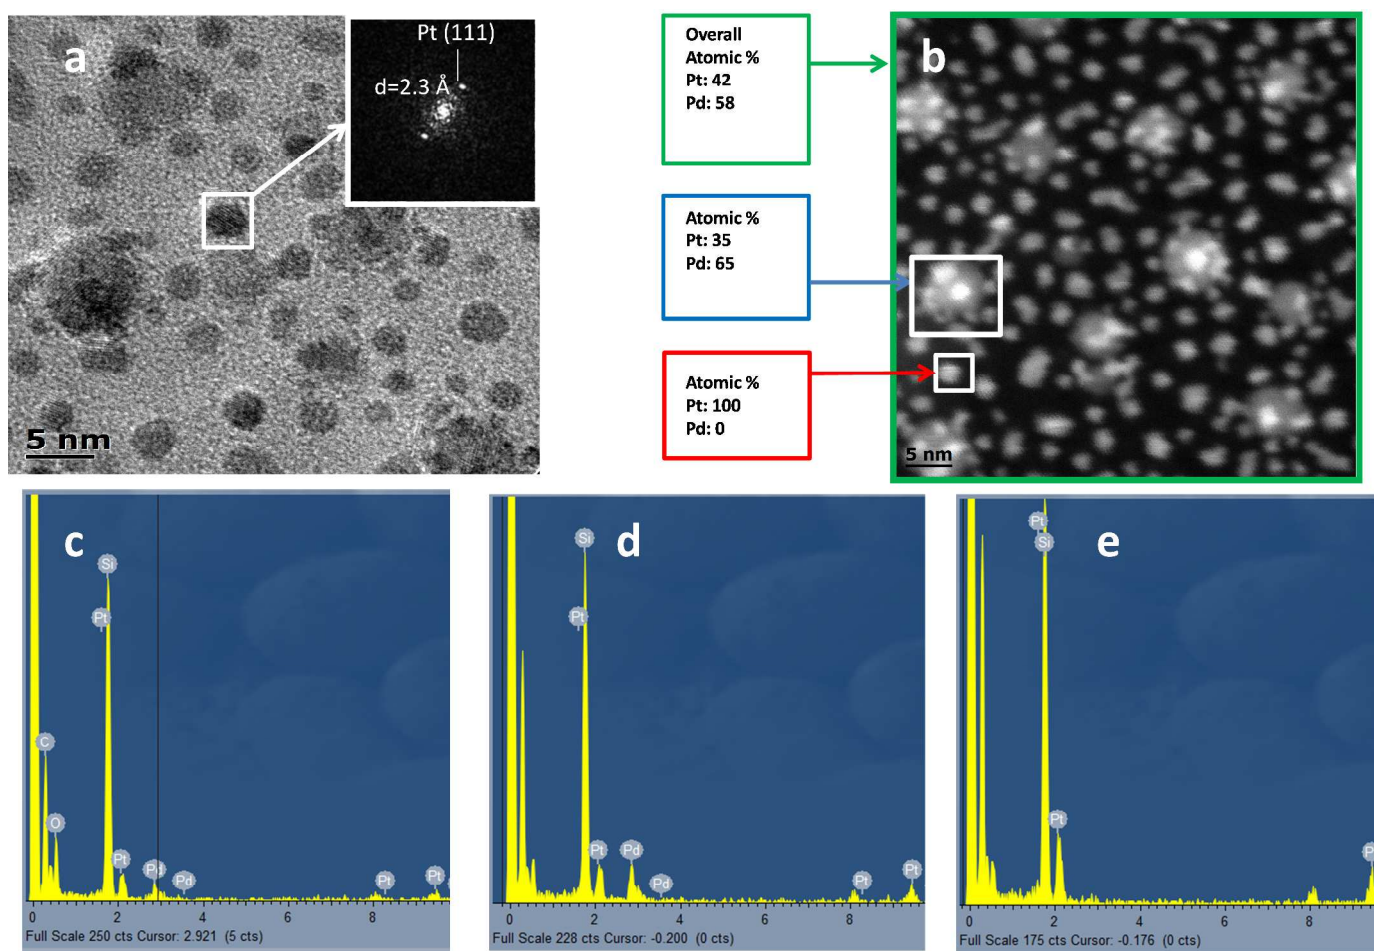 a
Pt (111)
d=2.3 Å
5 nm
Overall
Atomic %
Pt: 42
Pd: 58
Atomic %
Pt: 35
Pd: 65
Atomic %
Pt: 100
Pd: 0
b
5 nm
c
Si
Pt
C
O
Pt
Pd
Pd
Pt
Pt
0 2 4 6 8
Full Scale 250 cts Cursor: 2.921 (5 cts)
d
Si
Pt
Pt
Pd
Pd
Pt
Pt
0 2 4 6 8
Full Scale 228 cts Cursor: -0.200 (0 cts)
e
Pt
Si
Pt
P
0 2 4 6 8
Full Scale 175 cts Cursor: -0.176 (0 cts)